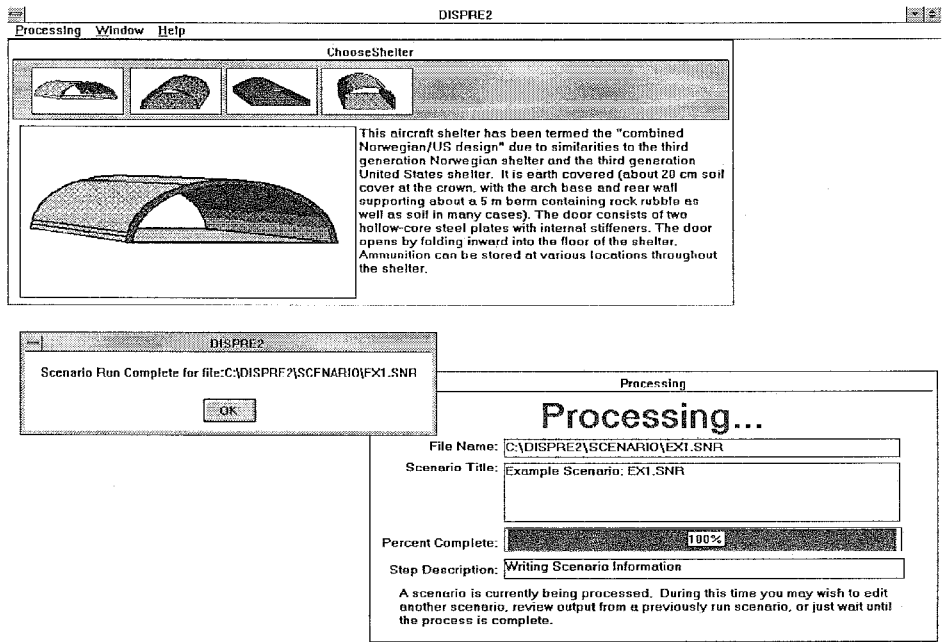 DISPRE2
Processing Window Help
ChooseShelter
This aircraft shelter has been termed the "combined
Norwegian/US design" due to similarities to the third
generation Norwegian shelter and the third generation
United States shelter. It is earth covered (about 20 cm soil
cover at the crown, with the arch base and rear wall
supporting about a 5 m berm containing rock rubble as
well as soil in many cases). The door consists of two
hollow-core steel plates with internal stiffeners. The door
opens by folding inward into the floor of the shelter.
Ammunition can be stored at various locations throughout
the shelter.
DISPRE2
Scenario Run Complete for file:C:\DISPRE2\SCENARIO\EX1.SNR
OK
Processing
Processing...
File Name: C:\DISPRE2\SCENARIO\EX1.SNR
Scenario Title: Example Scenario; EX1.SNR
Percent Complete: 100%
Step Description: Writing Scenario Information
A scenario is currently being processed. During this time you may wish to edit
another scenario, review output from a previously run scenario, or just wait until
the process is complete.